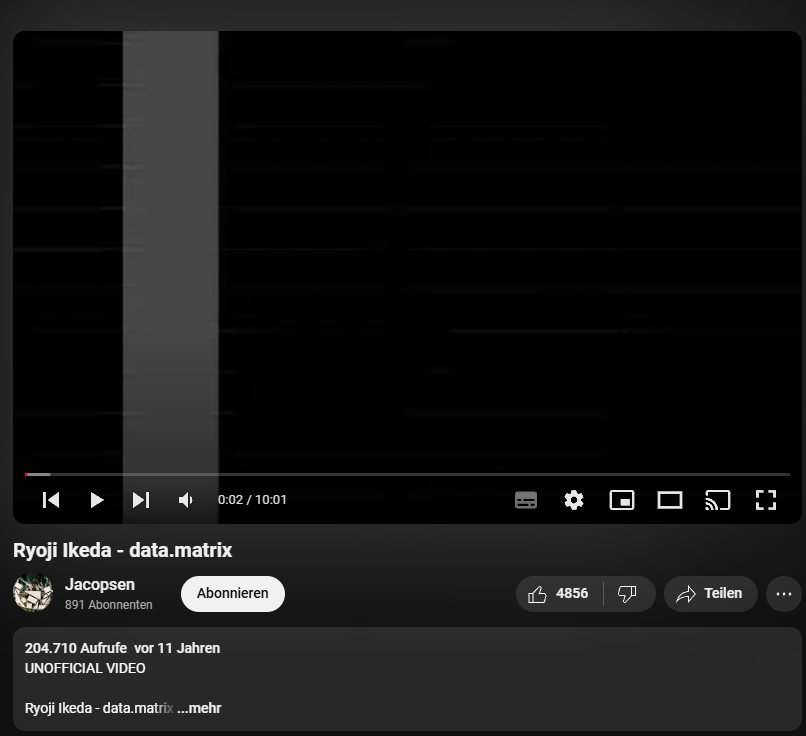 0:02 / 10:01
Ryoji Ikeda - data.matrix
Jacopsen
891 Abonnenten
Abonnieren
4856
Teilen
204.710 Aufrufe vor 11 Jahren
UNOFFICIAL VIDEO
Ryoji Ikeda - data.matrix ...mehr